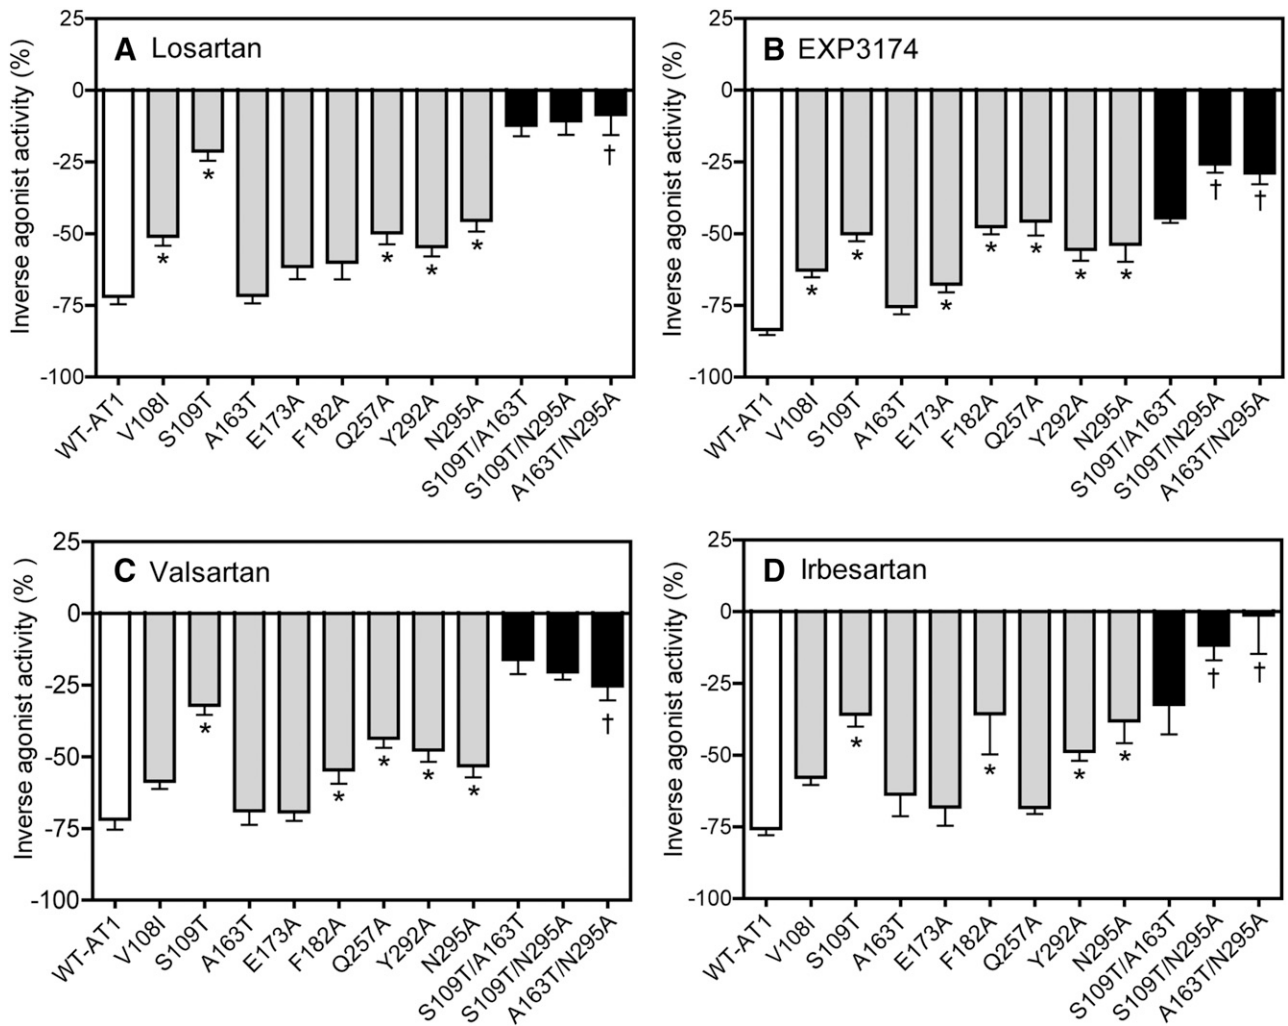 A Losartan
Inverse agonist activity (%)
25
0
-25
-50
-75
-100
*
*
*
*
*
†
WT-AT1
V108I
S109T
A163T
E173A
F182A
Q257A
Y292A
N295A
S109T/A163T
S109T/N295A
A163T/N295A
B EXP3174
Inverse agonist activity (%)
25
0
-25
-50
-75
-100
*
*
*
*
*
*
*
†
†
WT-AT1
V108I
S109T
A163T
E173A
F182A
Q257A
Y292A
N295A
S109T/A163T
S109T/N295A
A163T/N295A
C Valsartan
Inverse agonist activity (% )
25
0
-25
-50
-75
-100
*
*
*
*
*
†
WT-AT1
V108I
S109T
A163T
E173A
F182A
Q257A
Y292A
N295A
S109T/A163T
S109T/N295A
A163T/N295A
D Irbesartan
Inverse agonist activity (%)
25
0
-25
-50
-75
-100
*
*
*
*
†
†
WT-AT1
V108I
S109T
A163T
E173A
F182A
Q257A
Y292A
N295A
S109T/A163T
S109T/N295A
A163T/N295A